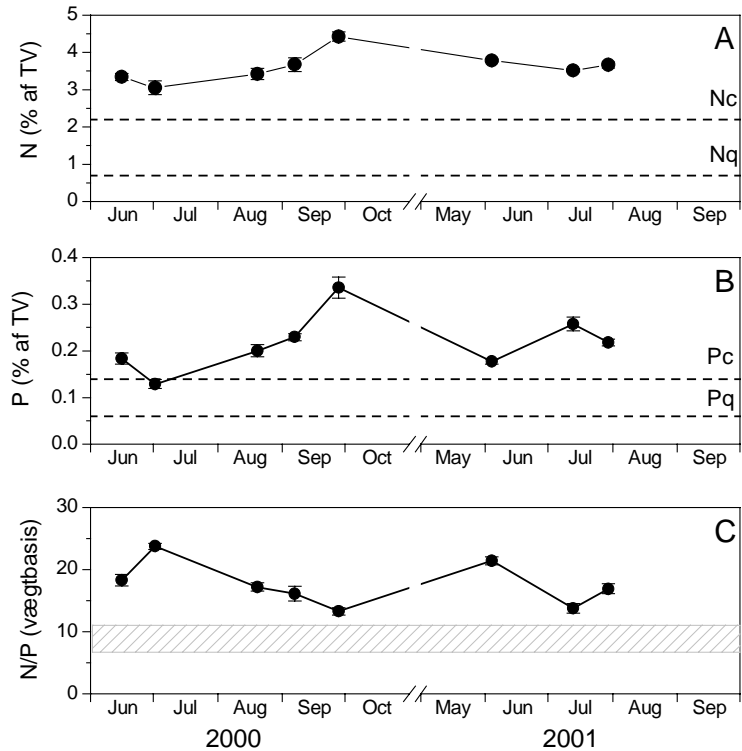 5
4
3
2
1
0
N (% af TV)
A
Nc
Nq
Jun Jul Aug Sep Oct May Jun Jul Aug Sep
0.4
0.3
0.2
0.1
0.0
P (% af TV)
B
Pc
Pq
Jun Jul Aug Sep Oct May Jun Jul Aug Sep
30
20
10
0
N/P (vægtbasis)
C
Jun Jul Aug Sep Oct May Jun Jul Aug Sep
2000 2001